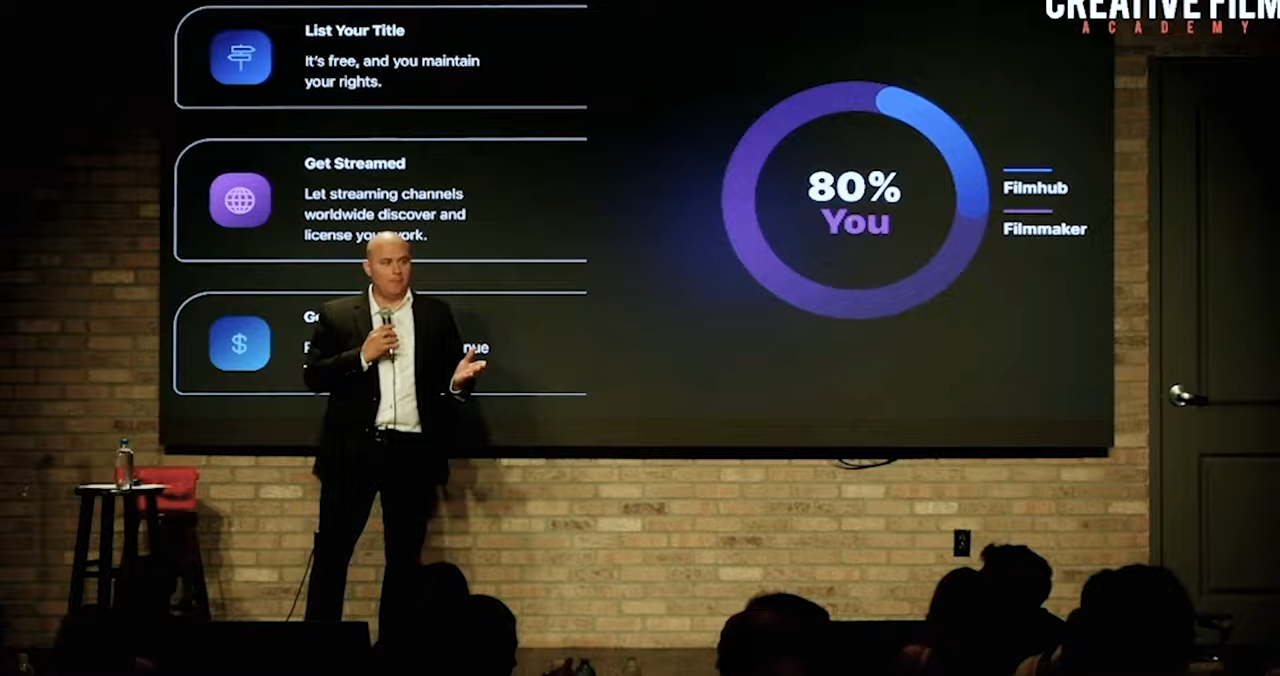 CREATIVE FILM
ACADEMY
List Your Title
It's free, and you maintain
your rights.
Get Streamed
Let streaming channels
worldwide discover and
license your work.
80%
You
Filmhub
Filmmaker